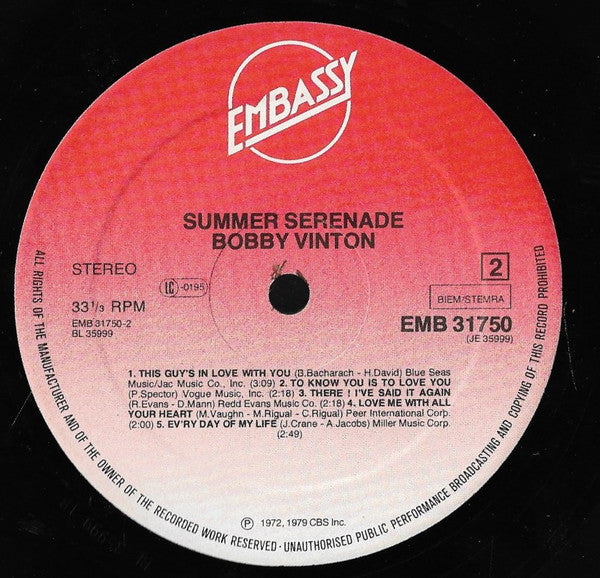 EMBASSY
SUMMER SERENADE
BOBBY VINTON
STEREO
33 1/3 RPM
EMB 31750-2
BL 35999
LC -0195
2
BIEM/STEMRA
EMB 31750
(JE 35999)
1. THIS GUY'S IN LOVE WITH YOU (B.Bacharach - H.David) Blue Seas
Music/Jac Music Co., Inc. (3:09) 2. TO KNOW YOU IS TO LOVE YOU
(P.Spector) Vogue Music, Inc. (2:18) 3. THERE ! I'VE SAID IT AGAIN
(R.Evans - D.Mann) Redd Evans Music Co. (2:18) 4. LOVE ME WITH ALL
YOUR HEART (M.Vaughn - M.Rigual - C.Rigual) Peer International Corp.
(2:00) 5. EV'RY DAY OF MY LIFE (J.Crane - A Jacobs) Miller Music Corp.
(2:49)
℗ 1972, 1979 CBS Inc.
ALL RIGHTS OF THE MANUFACTURER AND OF THE OWNER OF THE RECORDED WORK RESERVED - UNAUTHORISED PUBLIC PERFORMANCE BROADCASTING AND COPYING OF THIS RECORD PROHIBITED